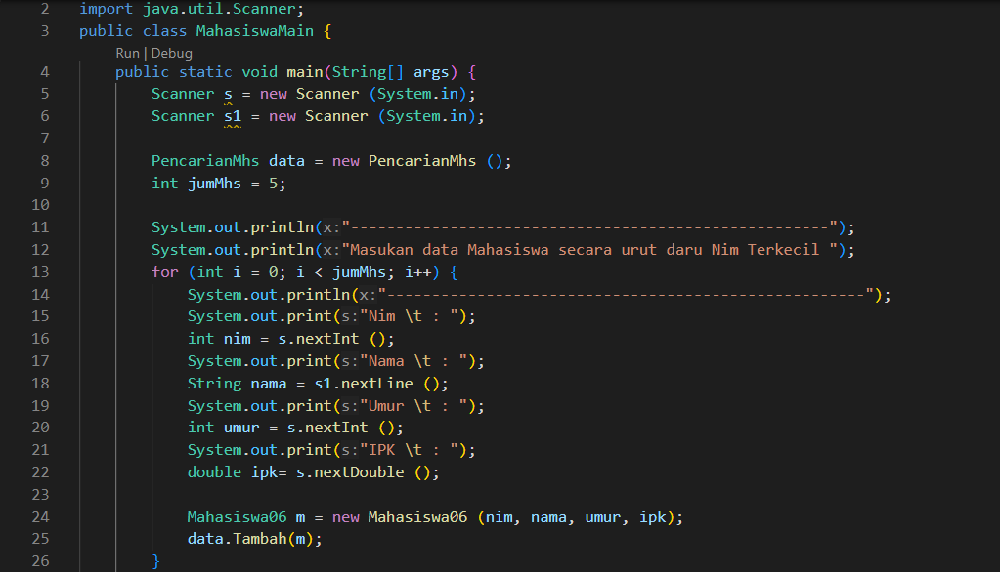 2 import java.util.Scanner;
3 public class MahasiswaMain {
Run | Debug
4 public static void main(String[] args) {
5 Scanner s = new Scanner (System.in);
6 Scanner s1 = new Scanner (System.in);
7
8 PencarianMhs data = new PencarianMhs ();
9 int jumMhs = 5;
10
11 System.out.println(x:"-----------------------------------------------------");
12 System.out.println(x:"Masukan data Mahasiswa secara urut daru Nim Terkecil ");
13 for (int i = 0; i < jumMhs; i++) {
14 System.out.println(x:"-----------------------------------------------------");
15 System.out.print(s:"Nim \t : ");
16 int nim = s.nextInt ();
17 System.out.print(s:"Nama \t : ");
18 String nama = s1.nextLine ();
19 System.out.print(s:"Umur \t : ");
20 int umur = s.nextInt ();
21 System.out.print(s:"IPK \t : ");
22 double ipk= s.nextDouble ();
23
24 Mahasiswa06 m = new Mahasiswa06 (nim, nama, umur, ipk);
25 data.Tambah(m);
26 }